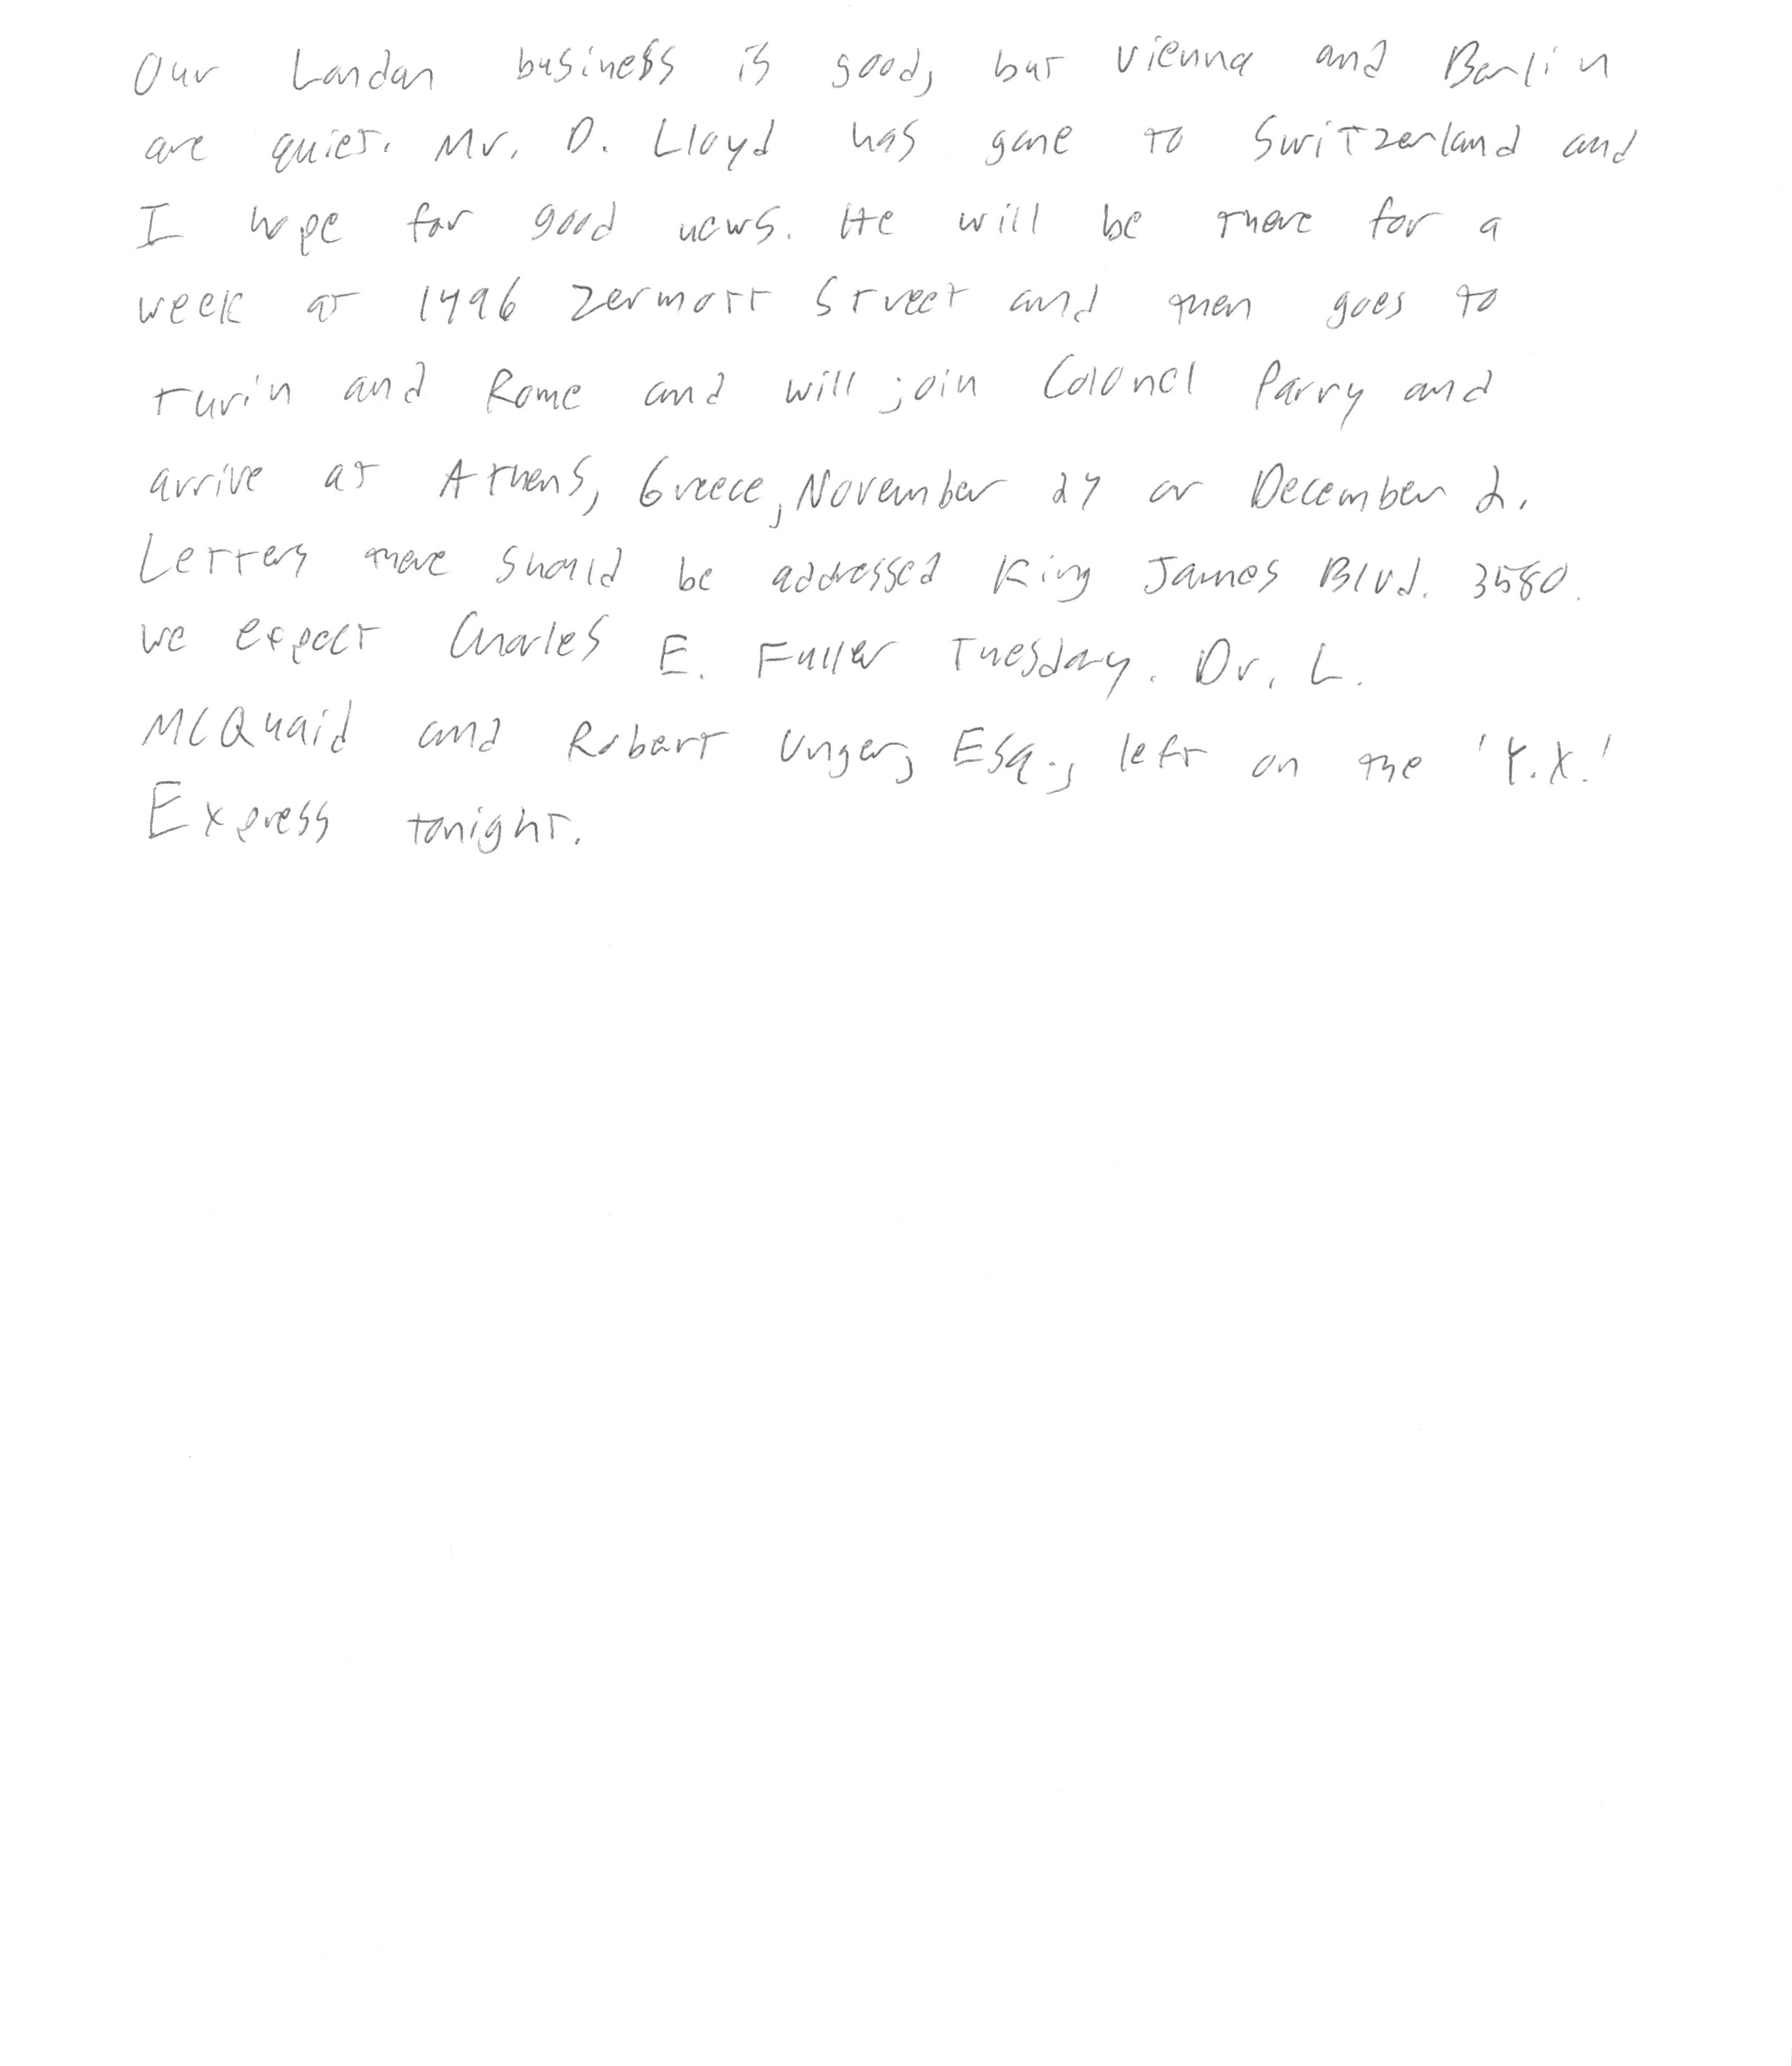 Our London business is good, but Vienna and Berlin
are quiet. Mr. D. Lloyd has gone to Switzerland and
I hope for good news. He will be there for a
week at 1496 Zermott Street and then goes to
Turin and Rome and will join Colonel Parry and
arrive at Athens, Greece, November 27 or December 2.
Letters there should be addressed King James Blvd. 3580.
We expect Charles E. Fuller Tuesday. Dr. L.
McQuaid and Robert Unger, Esq., left on the 'Y.X.'
Express tonight.